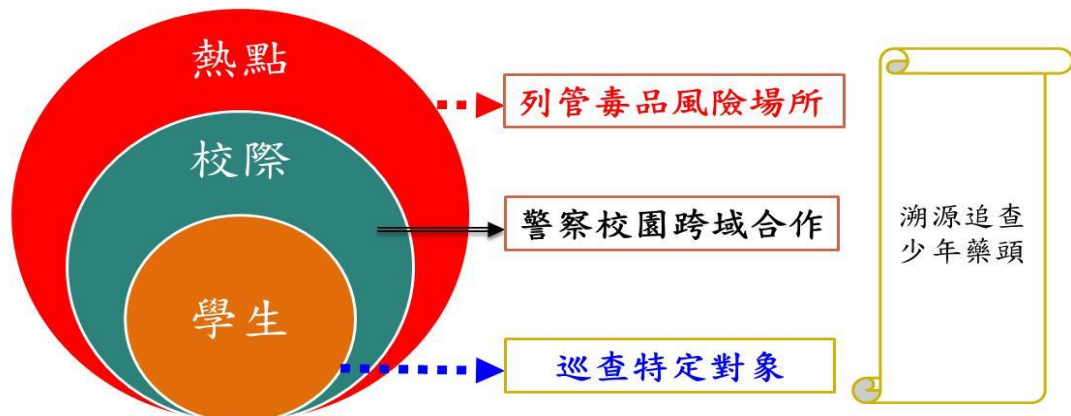 熱點
列管毒品風險場所
校際
警察校園跨域合作
溯源追查
少年藥頭
學生
巡查特定對象